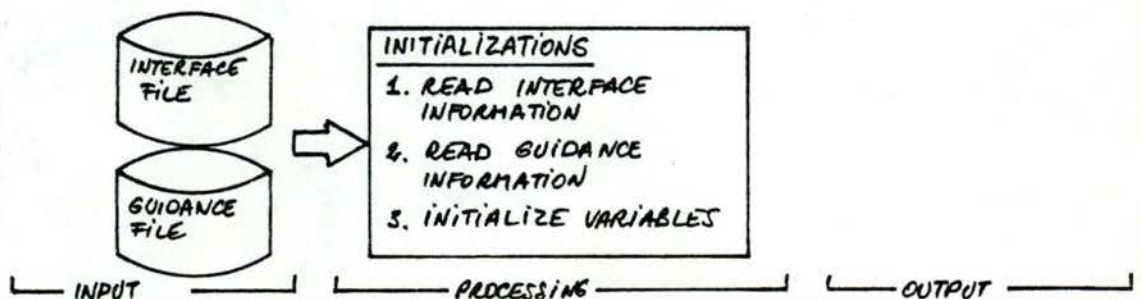 INTERFACE
FILE
GUIDANCE
FILE
INITIALIZATIONS
1. READ INTERFACE
INFORMATION
2. READ GUIDANCE
INFORMATION
3. INITIALIZE VARIABLES
INPUT
PROCESSING
OUTPUT